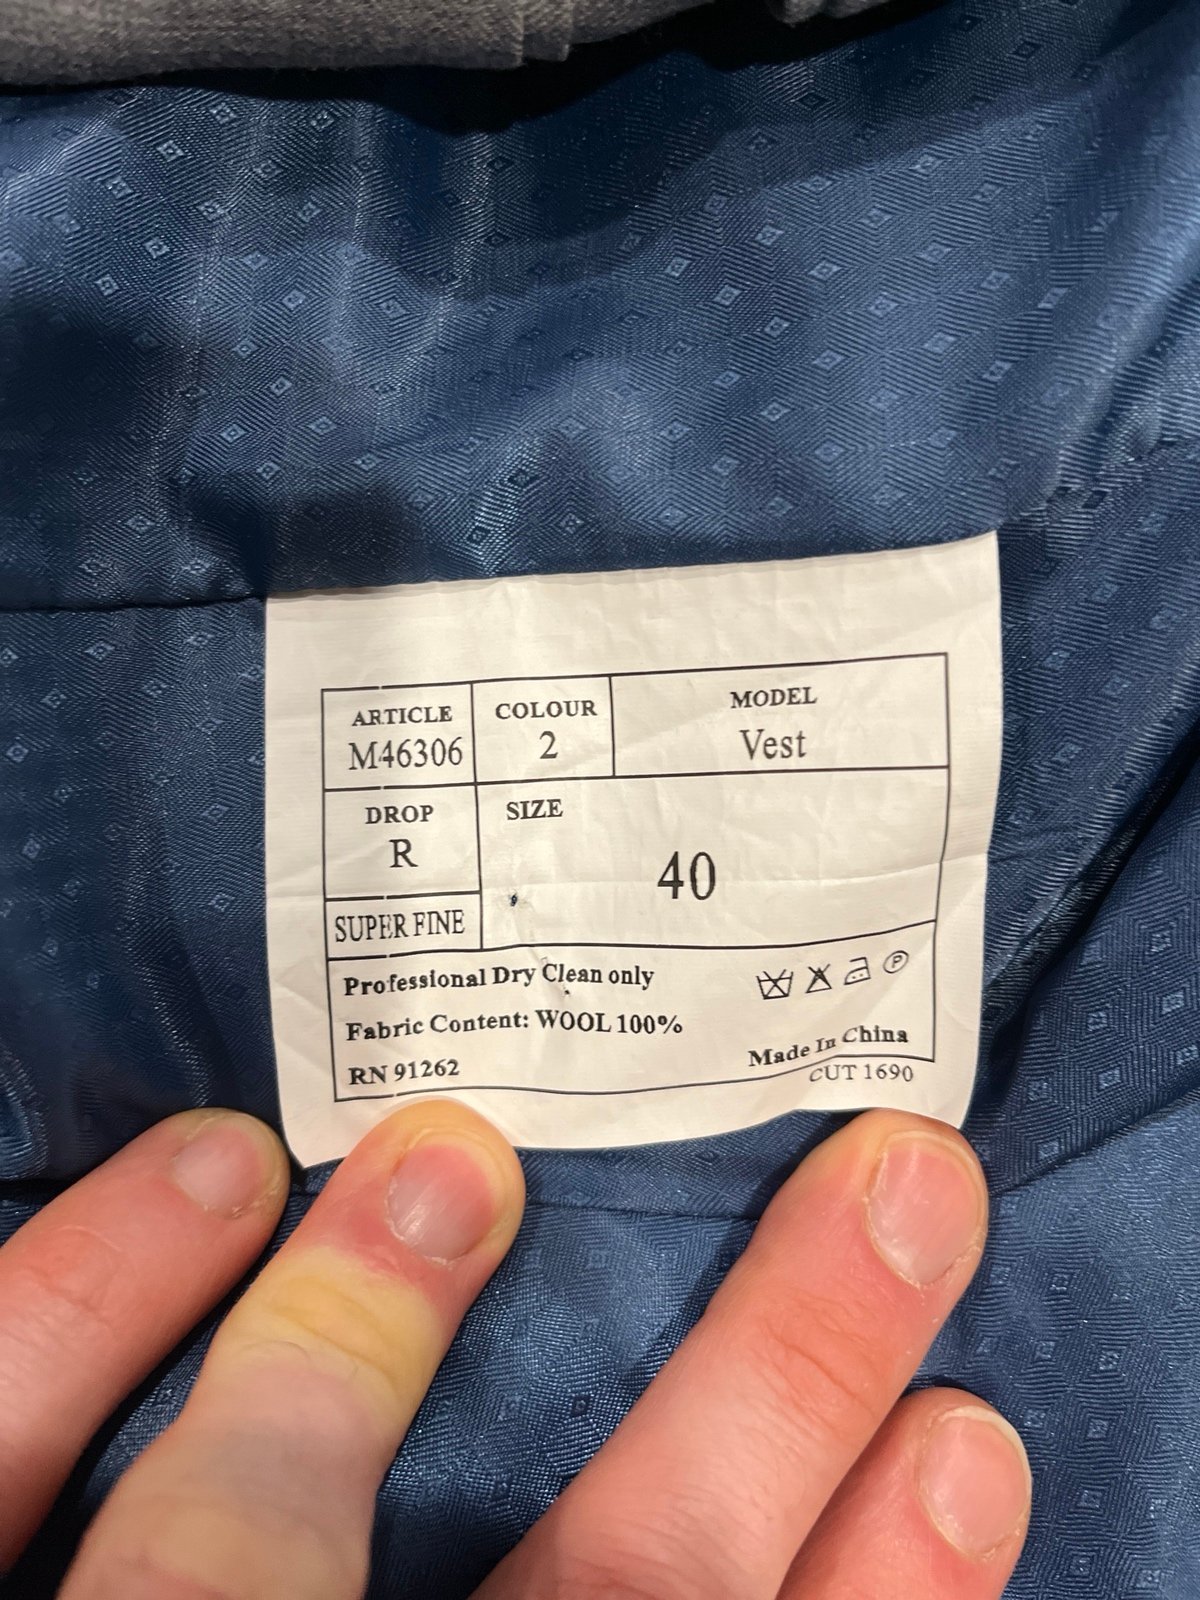 ARTICLE COLOUR MODEL
M46306 2 Vest
DROP SIZE
R 40
SUPER FINE
Professional Dry Clean only
P
Fabric Content: WOOL 100%
RN 91262 Made In China
CUT 1690